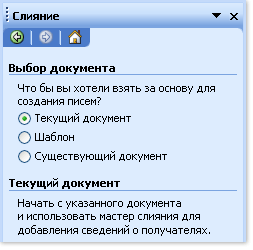 Слияние
Выбор документа
Что бы вы хотели взять за основу для
создания писем?
Текущий документ
Шаблон
Существующий документ
Текущий документ
Начать с указанного документа
и использовать мастер слияния для
добавления сведений о получателях.